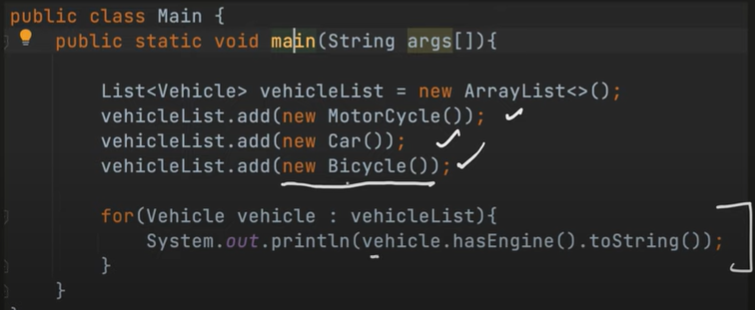 public class Main {
public static void main(String args[]){
List<Vehicle> vehicleList = new ArrayList<>();
vehicleList.add(new MotorCycle());
vehicleList.add(new Car());
vehicleList.add(new Bicycle());
for(Vehicle vehicle : vehicleList){
System.out.println(vehicle.hasEngine().toString());
}
}